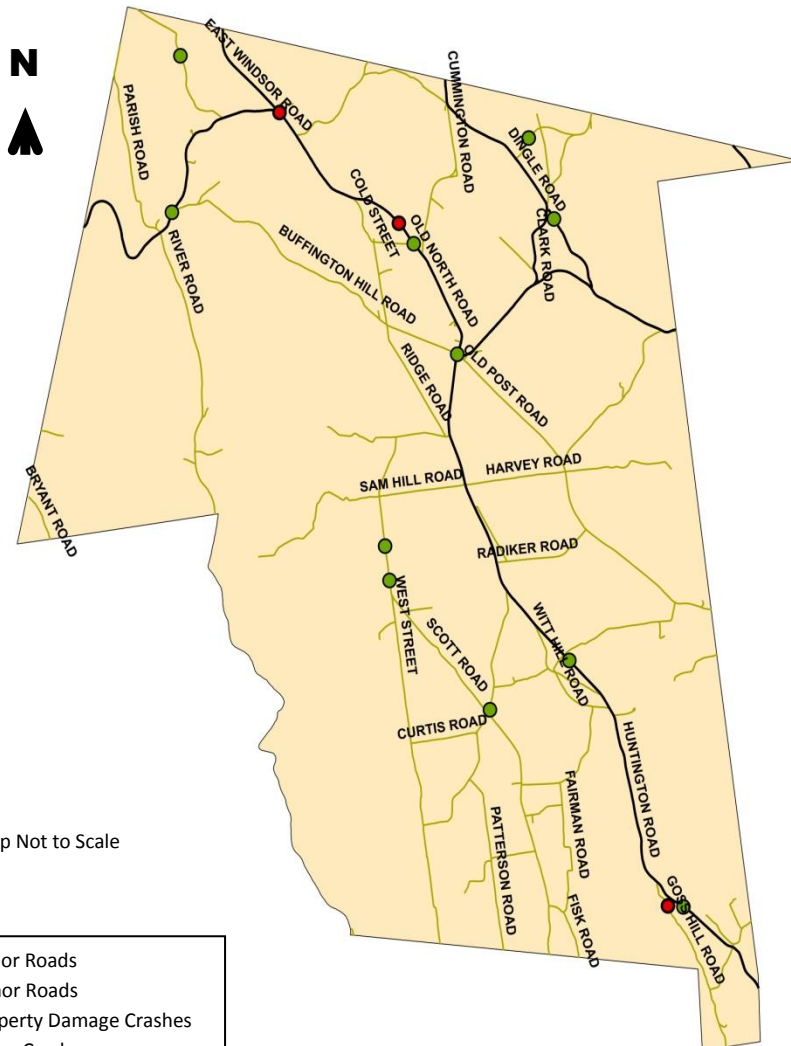 N
EAST WINDSOR ROAD
CUMMINGTON ROAD
PARISH ROAD
DINGLE ROAD
COLD STREET
CLARK ROAD
OLD NORTH ROAD
RIVER ROAD
BUFFINGTON HILL ROAD
RIDGE ROAD
OLD POST ROAD
SAM HILL ROAD
HARVEY ROAD
BRYANT ROAD
RADIKER ROAD
WEST STREET
SCOTT ROAD
WITT HILL ROAD
CURTIS ROAD
HUNTINGTON ROAD
FAIRMAN ROAD
PATTERSON ROAD
p Not to Scale
GOSS HILL ROAD
FISK ROAD
or Roads
or Roads
perty Damage Crashes